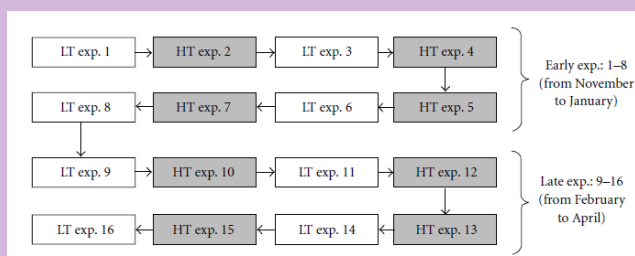 LT exp. 1
HT exp. 2
LT exp. 3
HT exp. 4
LT exp. 8
HT exp. 7
LT exp. 6
HT exp. 5
Early exp.: 1–8
(from November
to January)
LT exp. 9
HT exp. 10
LT exp. 11
HT exp. 12
LT exp. 16
HT exp. 15
LT exp. 14
HT exp. 13
Late exp.: 9–16
(from February
to April)